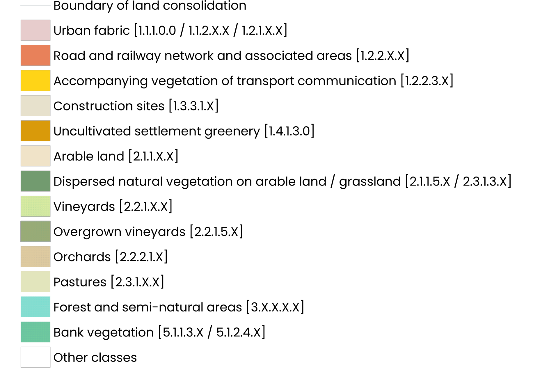 Boundary of land consolidation
Urban fabric [1.1.1.0.0 / 1.1.2.X.X / 1.2.1.X.X]
Road and railway network and associated areas [1.2.2.X.X]
Accompanying vegetation of transport communication [1.2.2.3.X]
Construction sites [1.3.3.1.X]
Uncultivated settlement greenery [1.4.1.3.0]
Arable land [2.1.1.X.X]
Dispersed natural vegetation on arable land / grassland [2.1.1.5.X / 2.3.1.3.X]
Vineyards [2.2.1.X.X]
Overgrown vineyards [2.2.1.5.X]
Orchards [2.2.2.1.X]
Pastures [2.3.1.X.X]
Forest and semi-natural areas [3.X.X.X.X]
Bank vegetation [5.1.1.3.X / 5.1.2.4.X]
Other classes